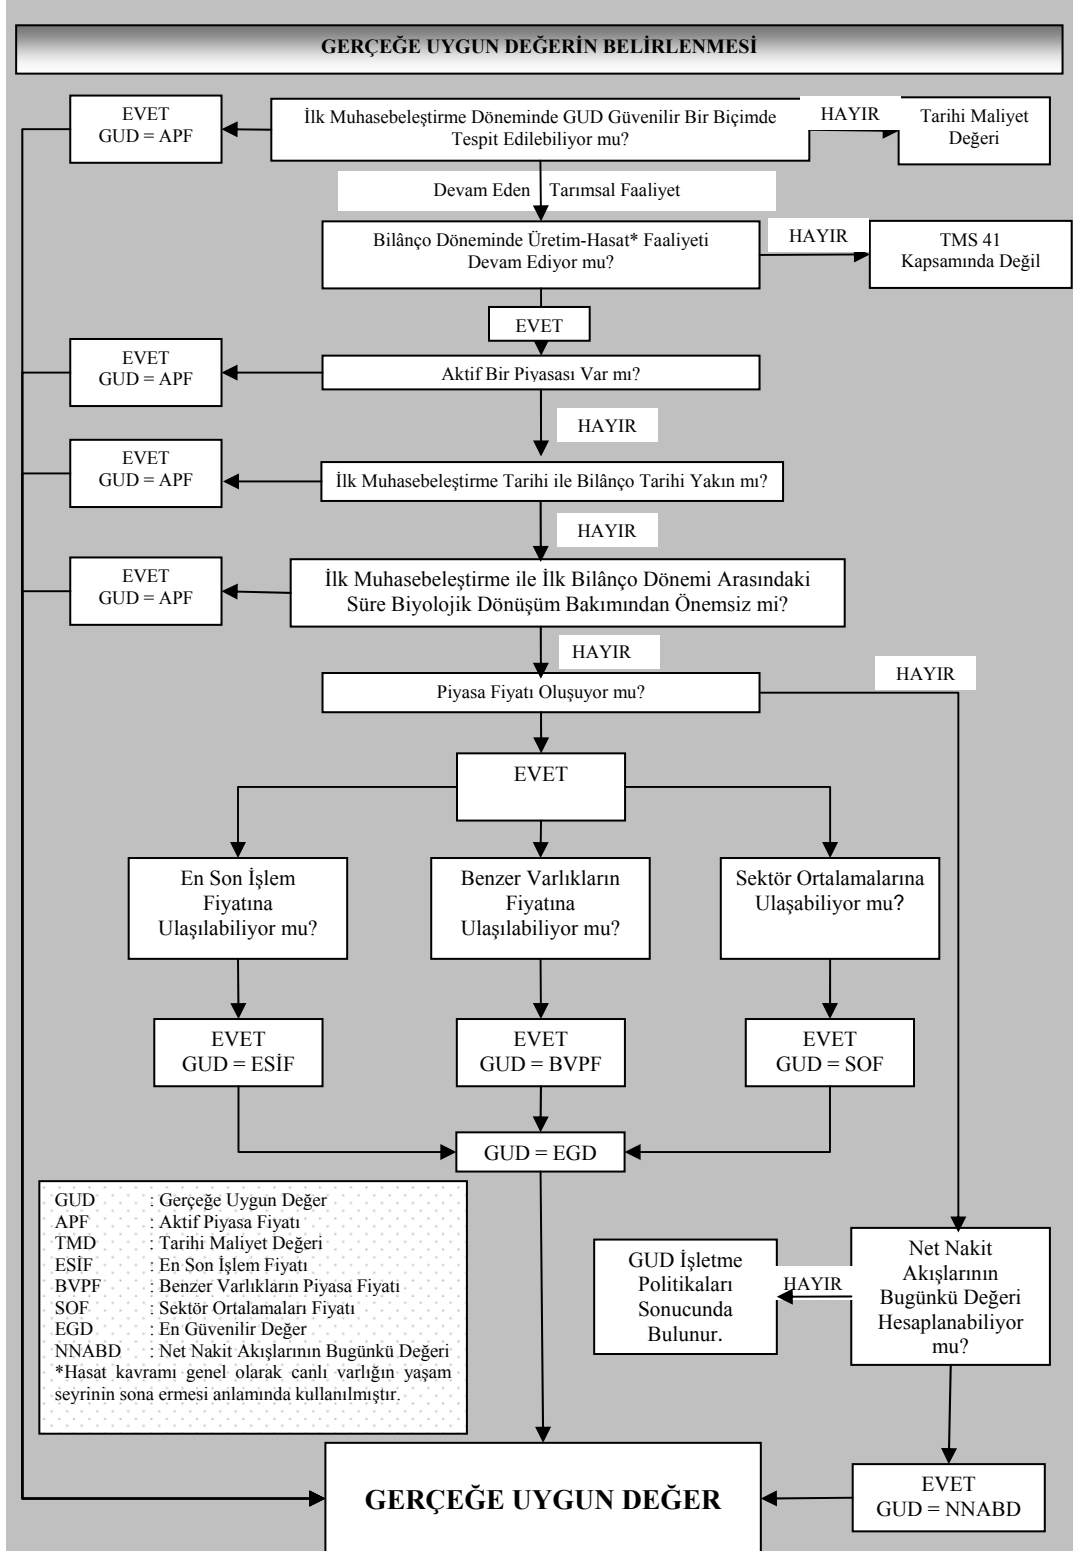 GERÇEĞE UYGUN DEĞERİN BELİRLENMESİ
EVET
GUD = APF
İlk Muhasebeleştirme Döneminde GUD Güvenilir Bir Biçimde
Tespit Edilebiliyor mu?
HAYIR
Tarihi Maliyet
Değeri
Devam Eden Tarımsal Faaliyet
Bilânço Döneminde Üretim-Hasat* Faaliyeti
Devam Ediyor mu?
HAYIR
TMS 41
Kapsamında Değil
EVET
EVET
GUD = APF
Aktif Bir Piyasası Var mı?
HAYIR
EVET
GUD = APF
İlk Muhasebeleştirme Tarihi ile Bilânço Tarihi Yakın mı?
HAYIR
EVET
GUD = APF
İlk Muhasebeleştirme ile İlk Bilânço Dönemi Arasındaki
Süre Biyolojik Dönüşüm Bakımından Önemsiz mi?
HAYIR
HAYIR
Piyasa Fiyatı Oluşuyor mu?
EVET
En Son İşlem
Fiyatına
Ulaşılabiliyor mu?
Benzer Varlıkların
Fiyatına
Ulaşılabiliyor mu?
Sektör Ortalamalarına
Ulaşabiliyor mu?
EVET
GUD = ESİF
EVET
GUD = BVPF
EVET
GUD = SOF
GUD = EGD
GUD : Gerçeğe Uygun Değer
APF : Aktif Piyasa Fiyatı
TMD : Tarihi Maliyet Değeri
ESİF : En Son İşlem Fiyatı
BVPF : Benzer Varlıkların Piyasa Fiyatı
SOF : Sektör Ortalamaları Fiyatı
EGD : En Güvenilir Değer
NNABD : Net Nakit Akışlarının Bugünkü Değeri
*Hasat kavramı genel olarak canlı varlığın yaşam
seyrinin sona ermesi anlamında kullanılmıştır.
GUD İşletme
Politikaları
Sonucunda
Bulunur.
HAYIR
Net Nakit
Akışlarının
Bugünkü Değeri
Hesaplanabiliyor
mu?
EVET
GUD = NNABD
GERÇEĞE UYGUN DEĞER